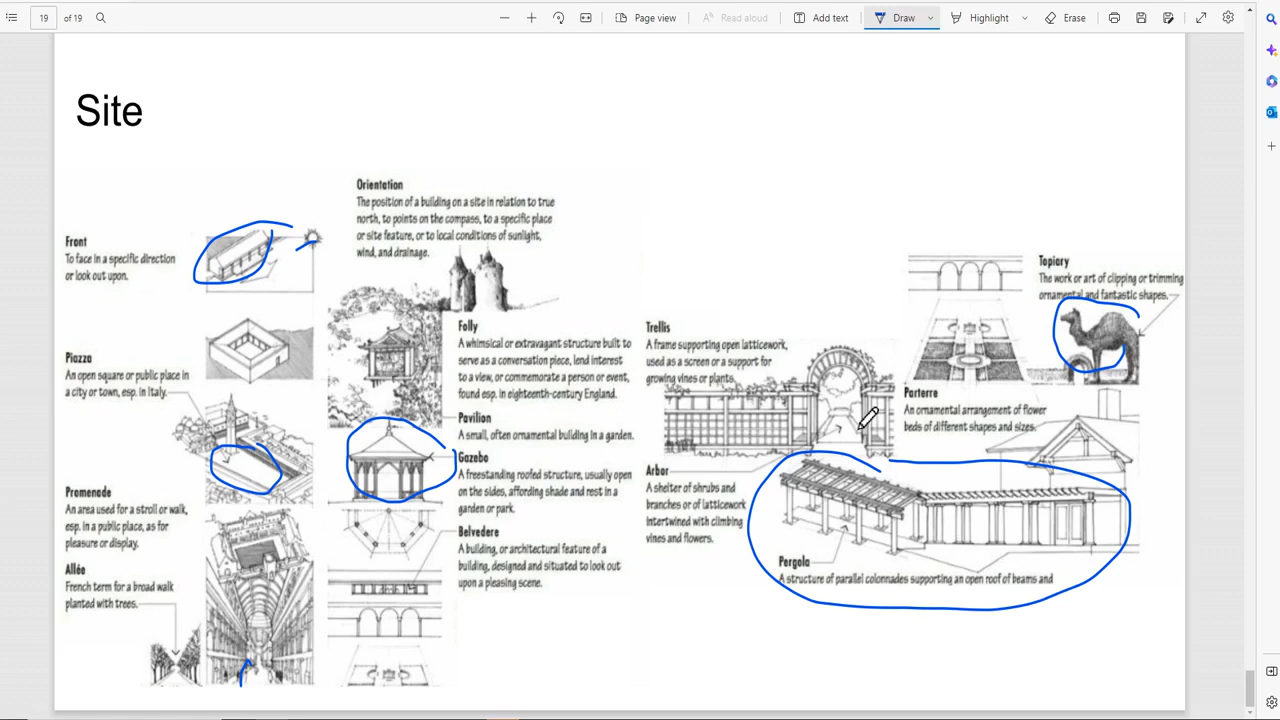 19
of 19
Page view
Read aloud
Add text
Draw
Highlight
Erase
Site
Front
To face in a specific direction
or look out upon.
Piazza
An open square or public place in
a city or town, esp. in Italy.
Promenade
An area used for a stroll or walk,
esp. in a public place, as for
pleasure or display.
Allée
French term for a broad walk
planted with trees.
Orientation
The position of a building on a site in relation to true
north, to points on the compass, to a specific place
or site feature, or to local conditions of sunlight,
wind, and drainage.
Folly
A whimsical or extravagant structure built to
serve as a conversation piece, lend interest
to a view, or commemorate a person or event,
found esp. in eighteenth-century England.
Pavilion
A small, often ornamental building in a garden.
Gazebo
A freestanding roofed structure, usually open
on the sides, affording shade and rest in a
garden or park.
Belvedere
A building, or architectural feature of a
building, designed and situated to look out
upon a pleasing scene.
Trellis
A frame supporting open latticework,
used as a screen or a support for
growing vines or plants.
Arbor
A shelter of shrubs and
branches or of latticework
intertwined with climbing
vines and flowers.
Pergola
A structure of parallel colonnades supporting an open roof of beams and
Topiary
The work or art of clipping or trimming
ornamental and fantastic shapes.
Parterre
An ornamental arrangement of flower
beds of different shapes and sizes.